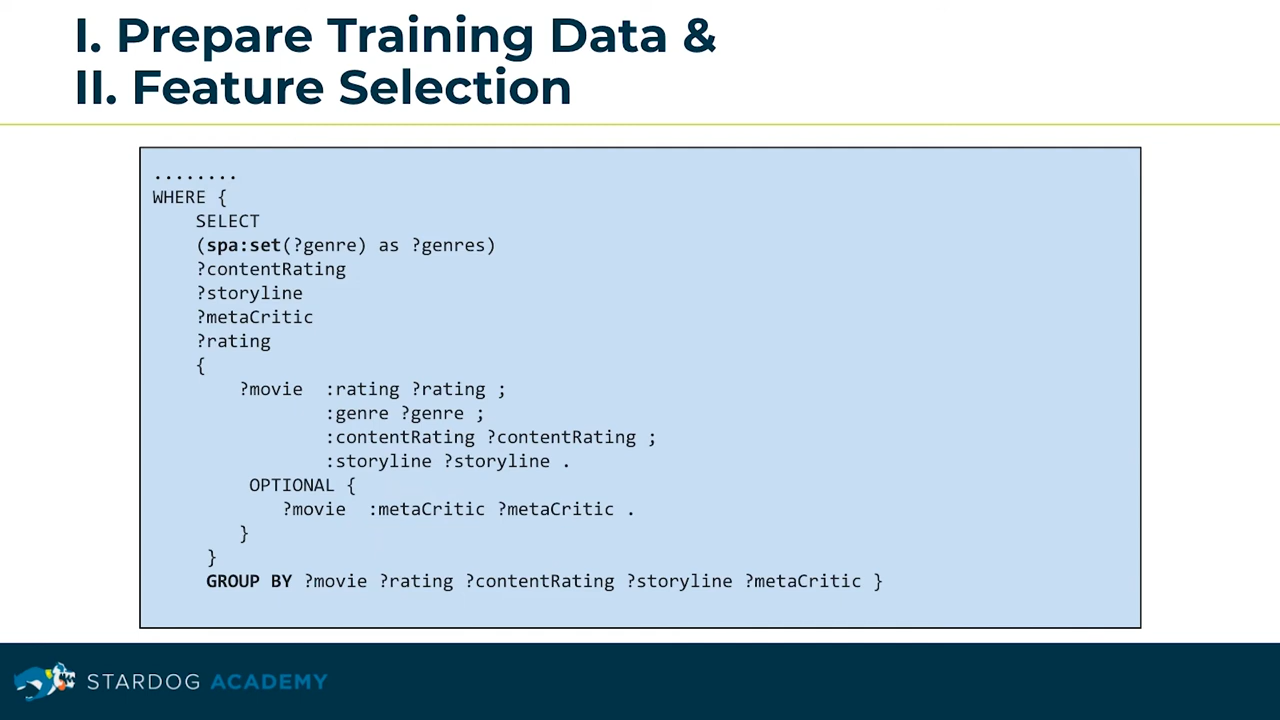 I. Prepare Training Data &
II. Feature Selection
........
WHERE {
SELECT
(spa:set(?genre) as ?genres)
?contentRating
?storyline
?metaCritic
?rating
{
?movie :rating ?rating ;
:genre ?genre ;
:contentRating ?contentRating ;
:storyline ?storyline .
OPTIONAL {
?movie :metaCritic ?metaCritic .
}
}
GROUP BY ?movie ?rating ?contentRating ?storyline ?metaCritic }
STARDOG ACADEMY